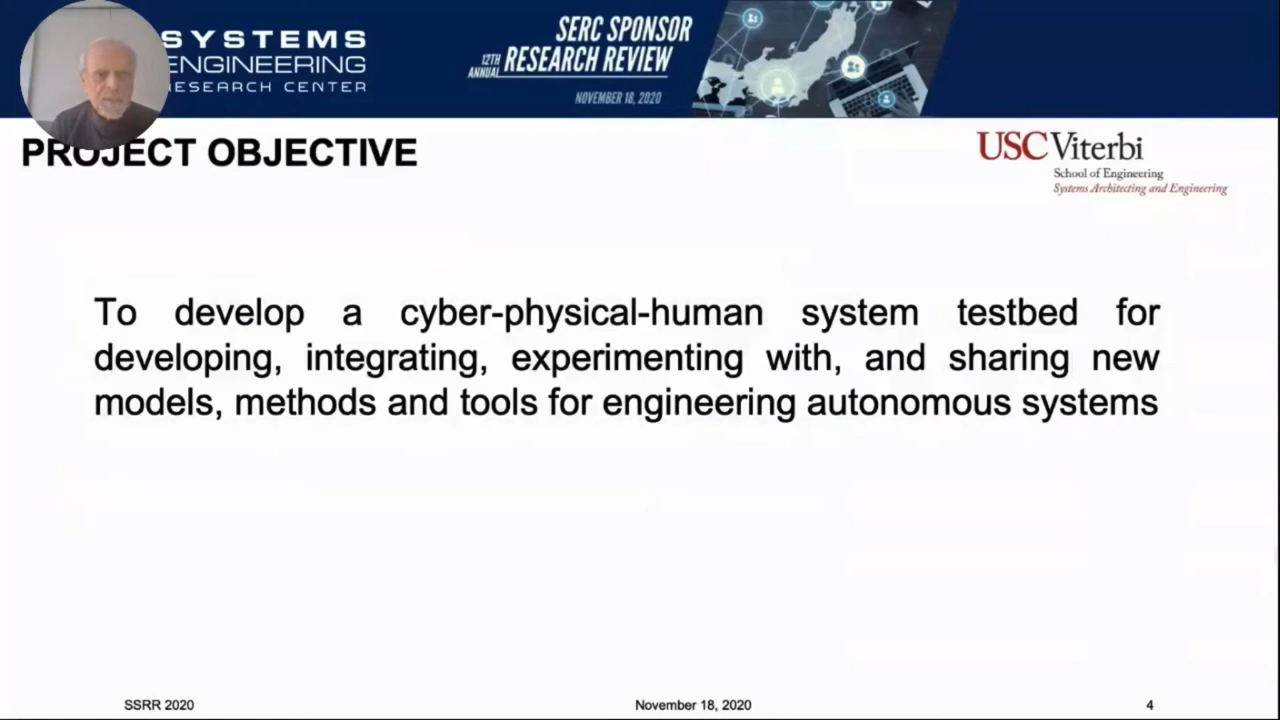 SYSTEMS
ENGINEERING
RESEARCH CENTER
12TH ANNUAL
SERC SPONSOR
RESEARCH REVIEW
NOVEMBER 18, 2020
PROJECT OBJECTIVE
USC Viterbi
School of Engineering
Systems Architecting and Engineering
To develop a cyber-physical-human system testbed for
developing, integrating, experimenting with, and sharing new
models, methods and tools for engineering autonomous systems
SSRR 2020
November 18, 2020
4